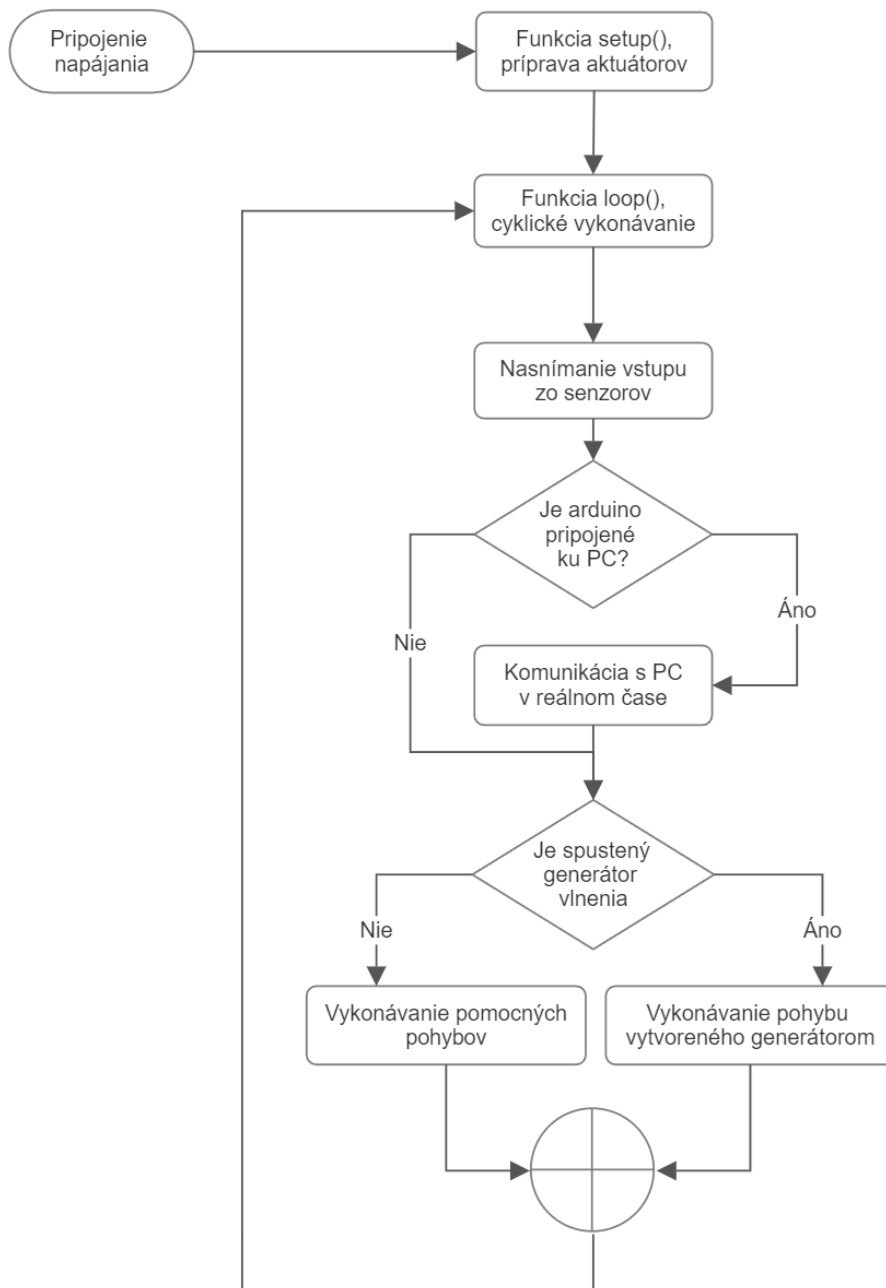 Pripojenie
napájania
Funkcia setup(),
príprava aktuátorov
Funkcia loop(),
cyklické vykonávanie
Nasnímanie vstupu
zo senzorov
Je arduino
pripojené
ku PC?
Áno
Nie
Komunikácia s PC
v reálnom čase
Je spustený
generátor
vlnenia
Nie
Áno
Vykonávanie pomocných
pohybov
Vykonávanie pohybu
vytvoreného generátorom